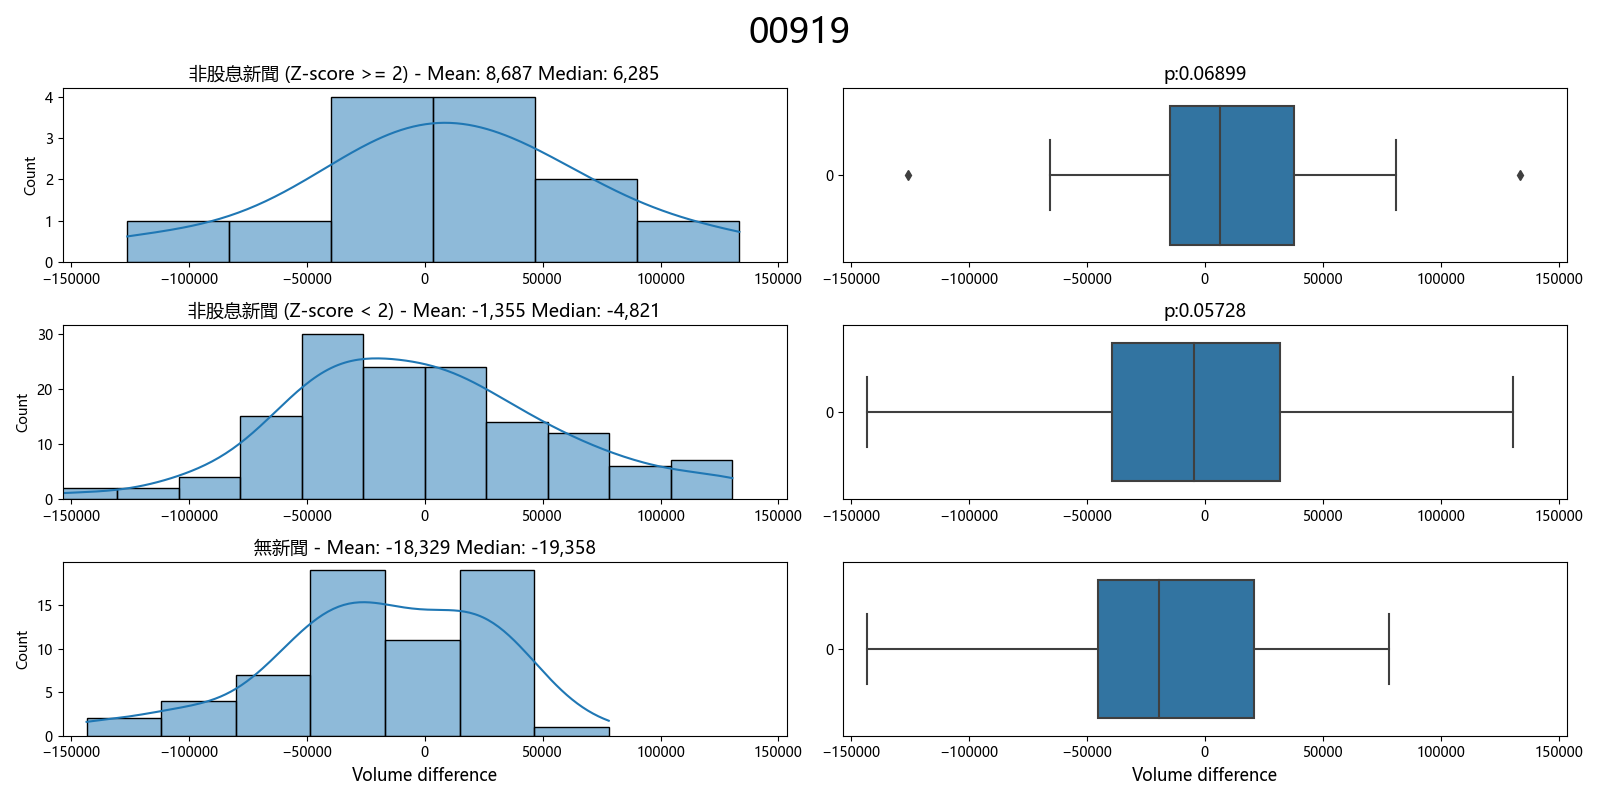 00919
非股息新聞 (Z-score >= 2) - Mean: 8,687 Median: 6,285
p:0.06899
Count
4
3
2
1
0
0
−150000 −100000 −50000 0 50000 100000 150000
−150000 −100000 −50000 0 50000 100000 150000
非股息新聞 (Z-score < 2) - Mean: -1,355 Median: -4,821
p:0.05728
Count
30
20
10
0
0
−150000 −100000 −50000 0 50000 100000 150000
−150000 −100000 −50000 0 50000 100000 150000
無新聞 - Mean: -18,329 Median: -19,358
Count
15
10
5
0
0
−150000 −100000 −50000 0 50000 100000 150000
−150000 −100000 −50000 0 50000 100000 150000
Volume difference
Volume difference